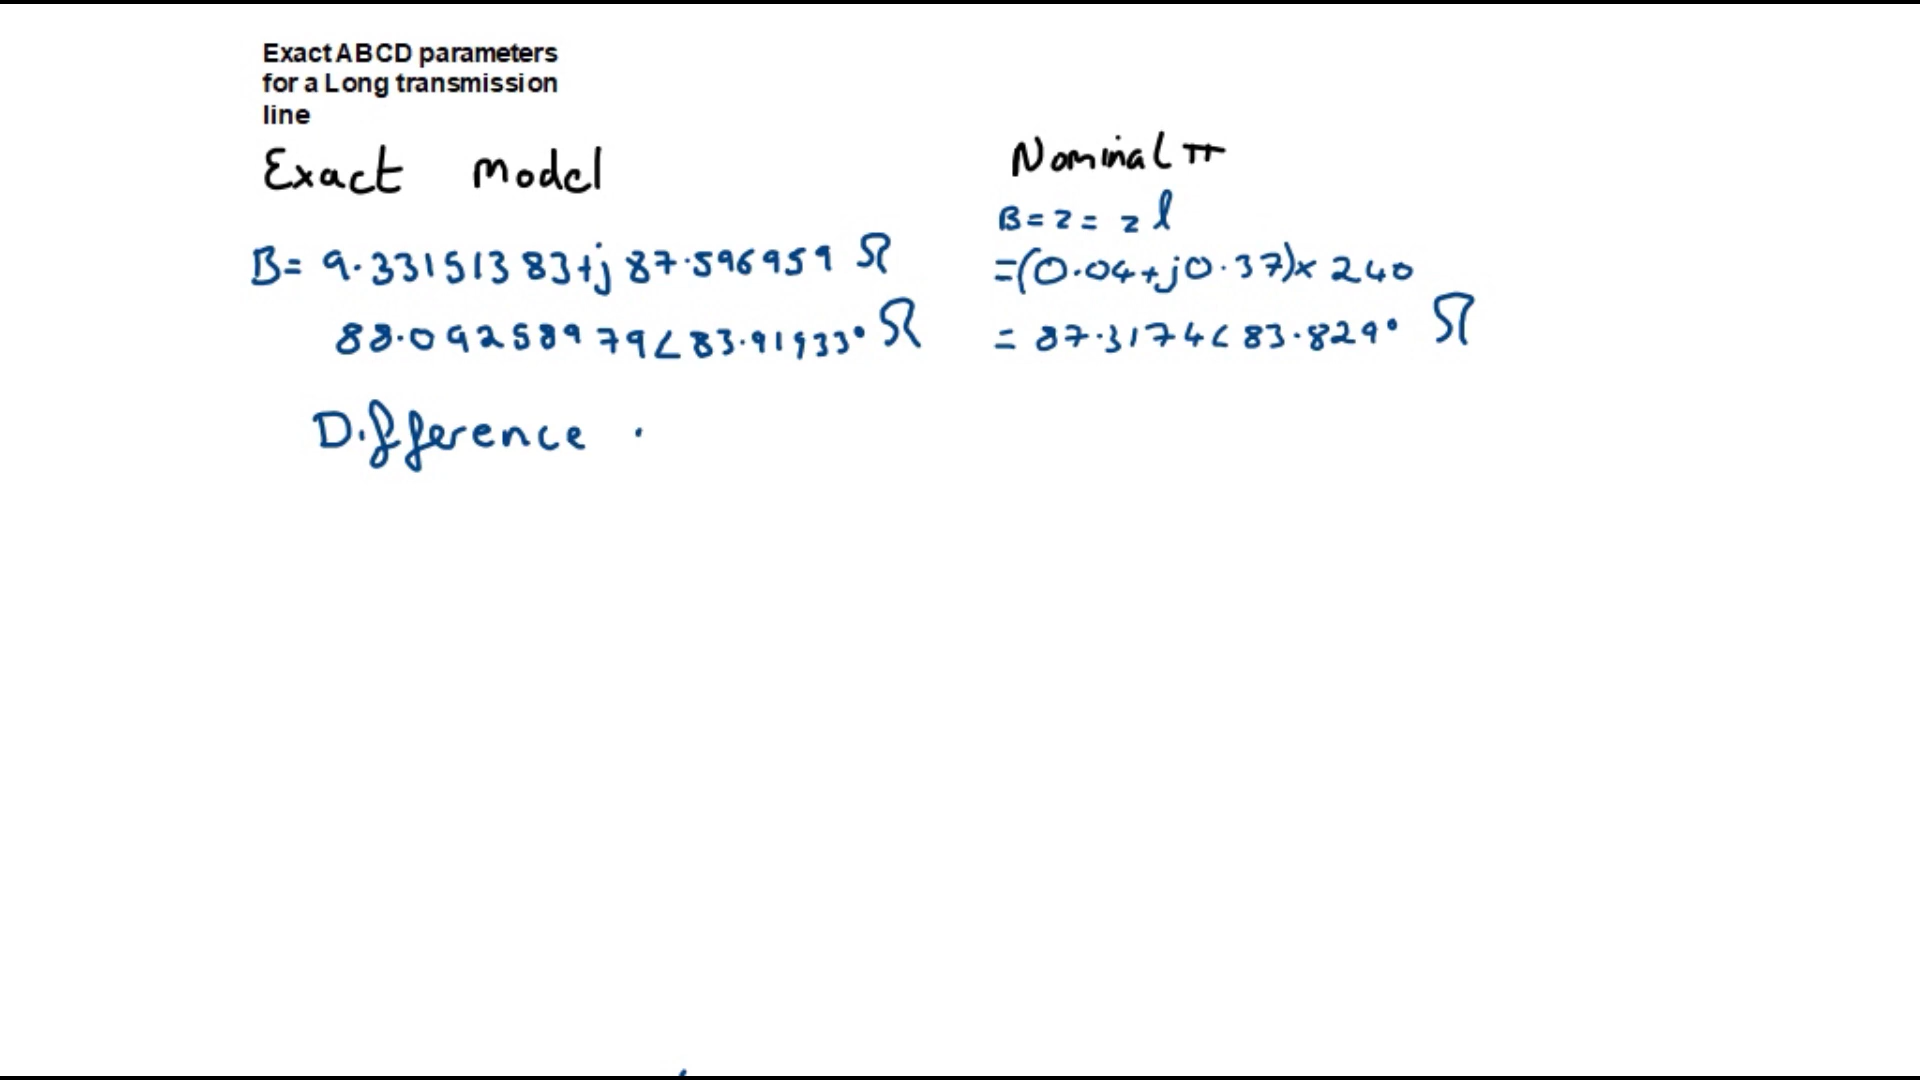 Exact ABCD parameters
for a Long transmission
line
Exact Model
B= 9.33151383+j 87.596959 Ω
88.09258979∠83.91933° Ω
Difference
Nominal π
B=Z= z l
=(0.04+j0.37)x 240
= 87.3174∠83.829° Ω